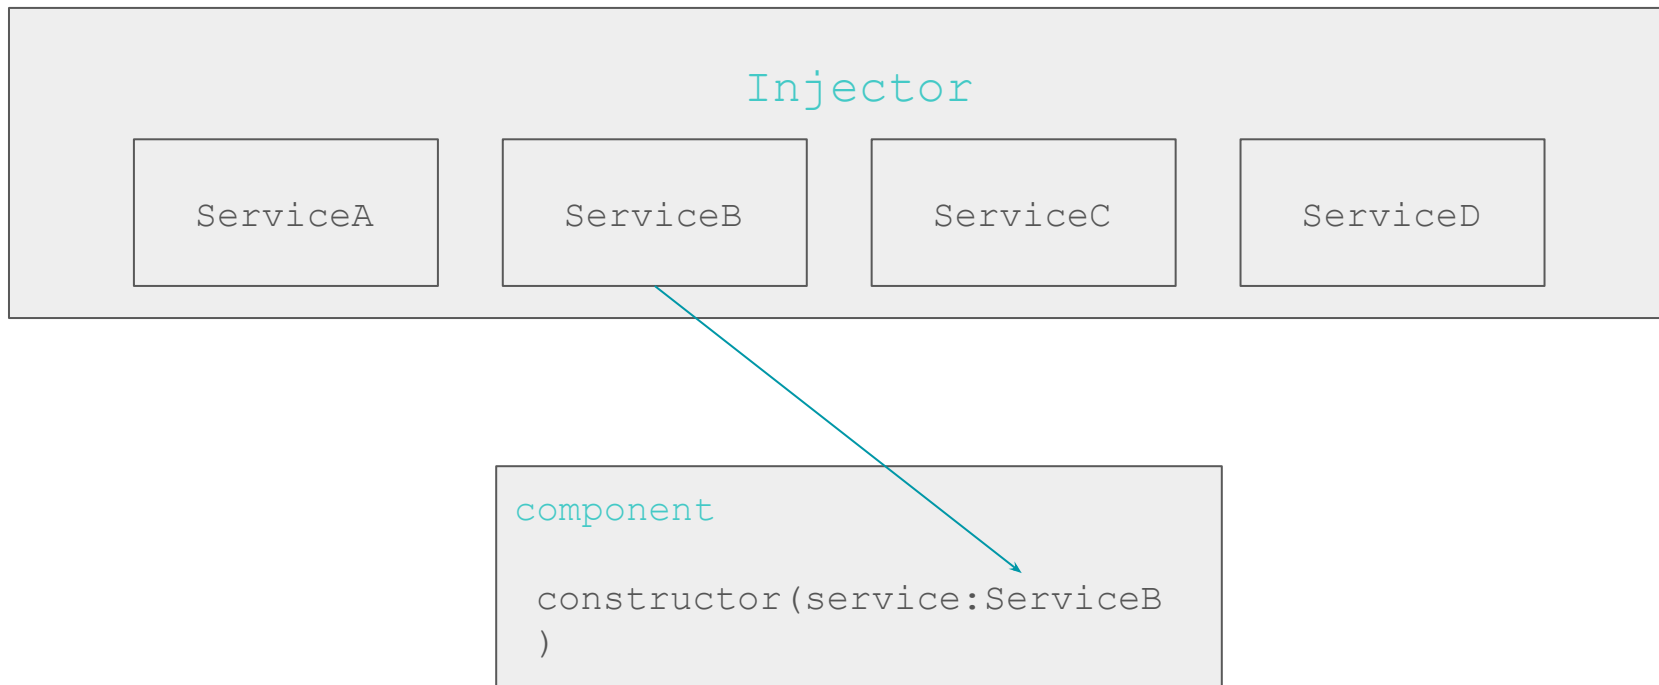 Injector
ServiceA ServiceB ServiceC ServiceD
component
constructor(service:ServiceB
)